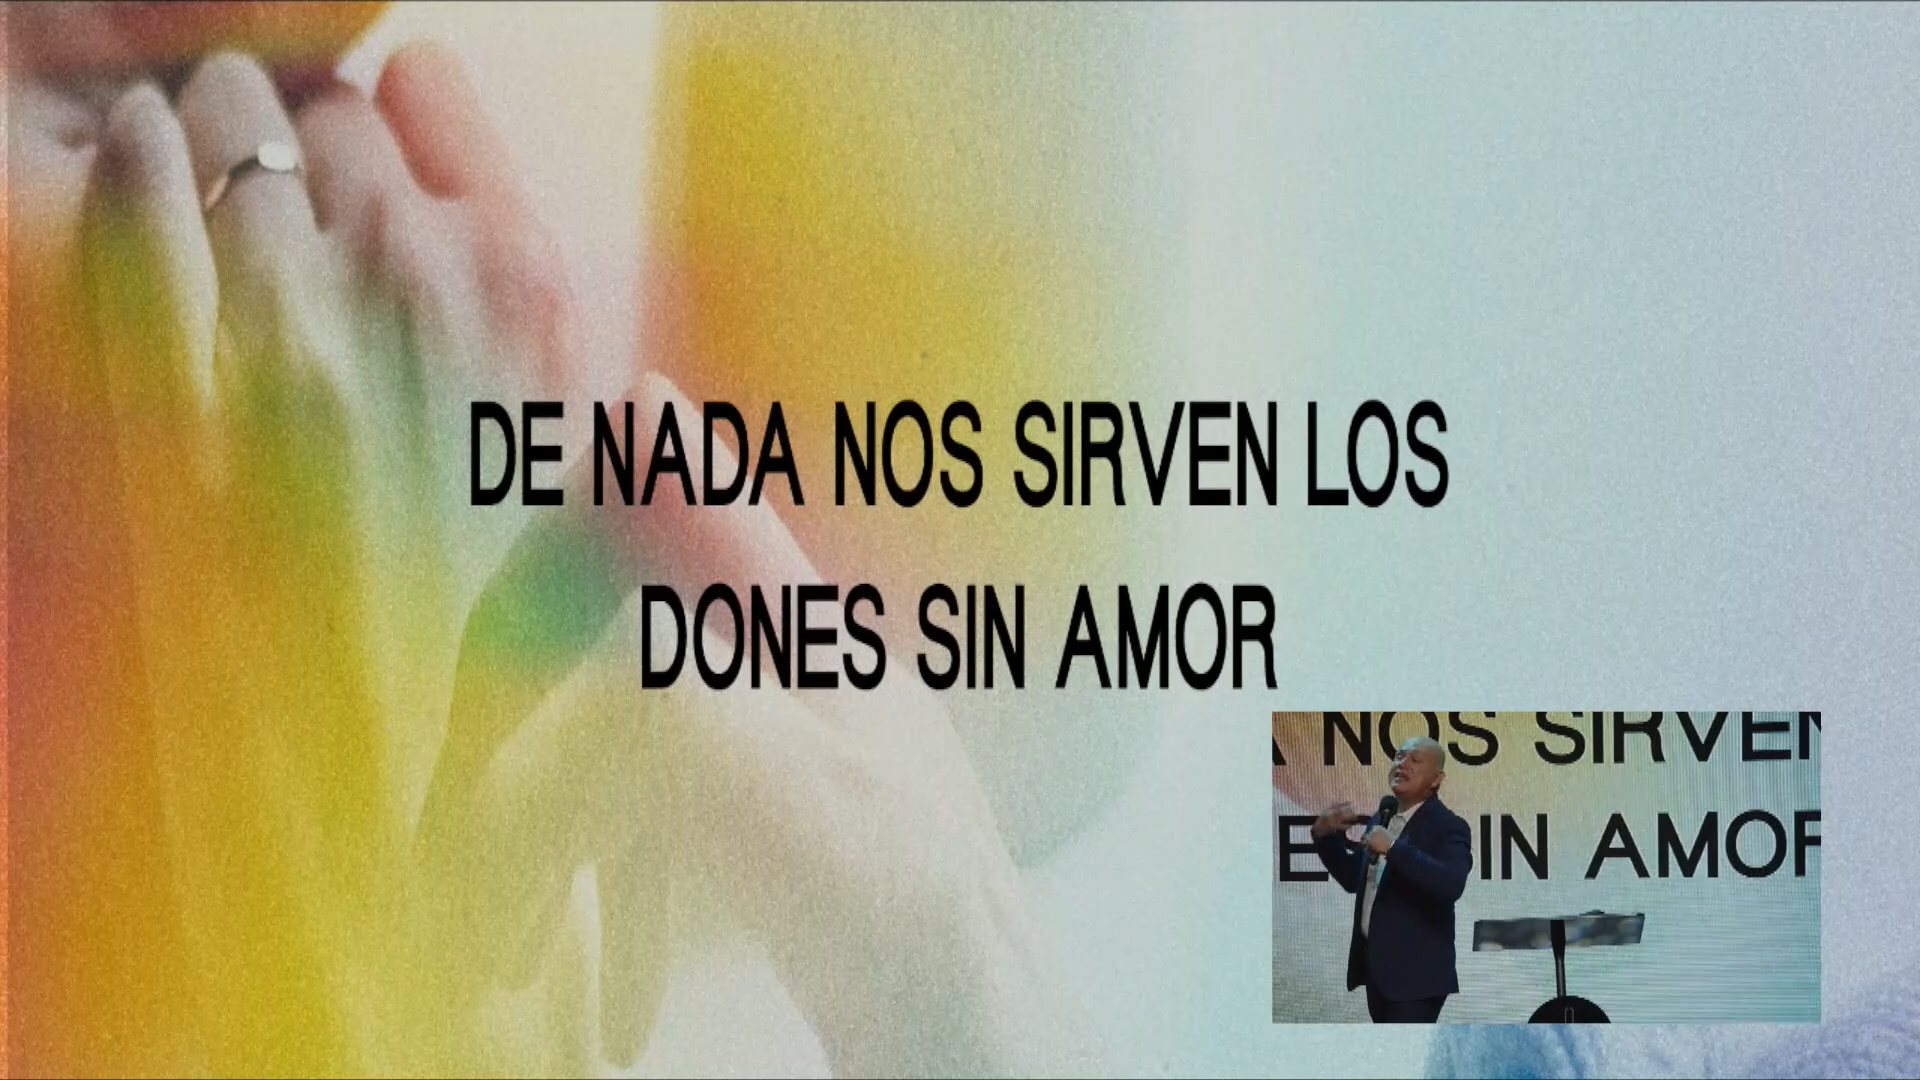 DE NADA NOS SIRVEN LOS
DONES SIN AMOR
NOS SIRVEN
SIN AMOR